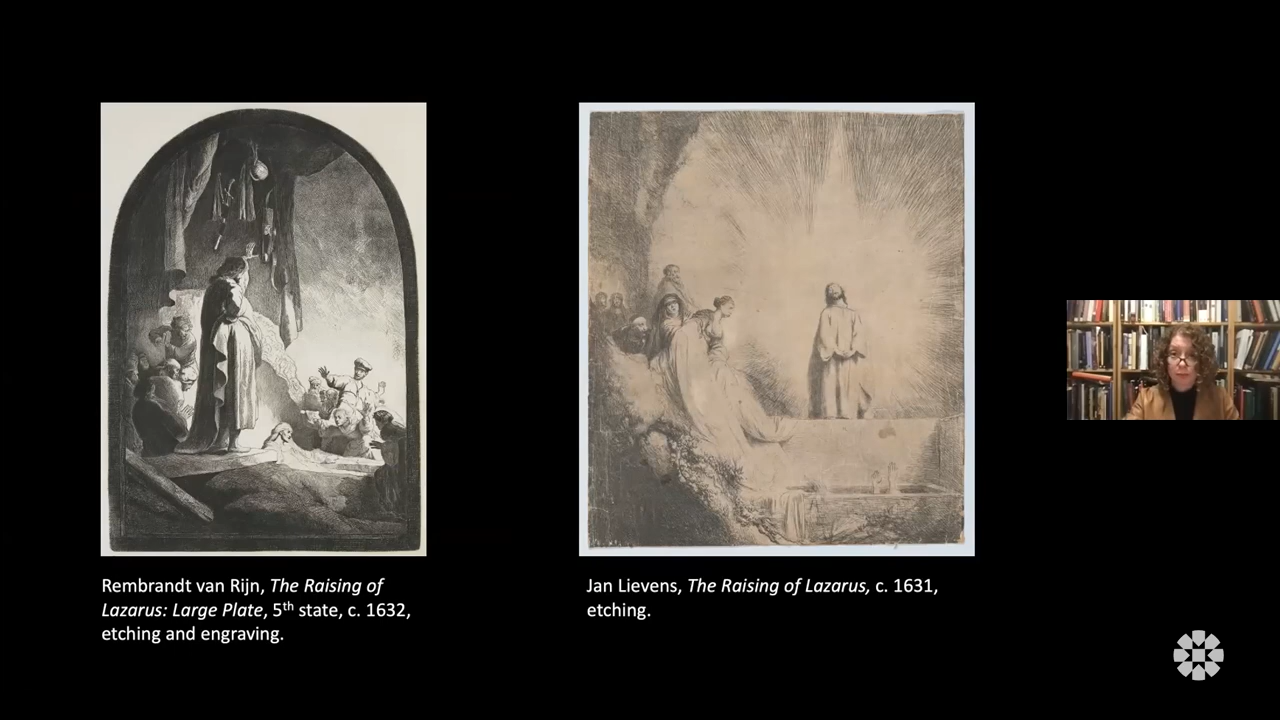 Rembrandt van Rijn, The Raising of
Lazarus: Large Plate, 5th state, c. 1632,
etching and engraving.
Jan Lievens, The Raising of Lazarus, c. 1631,
etching.